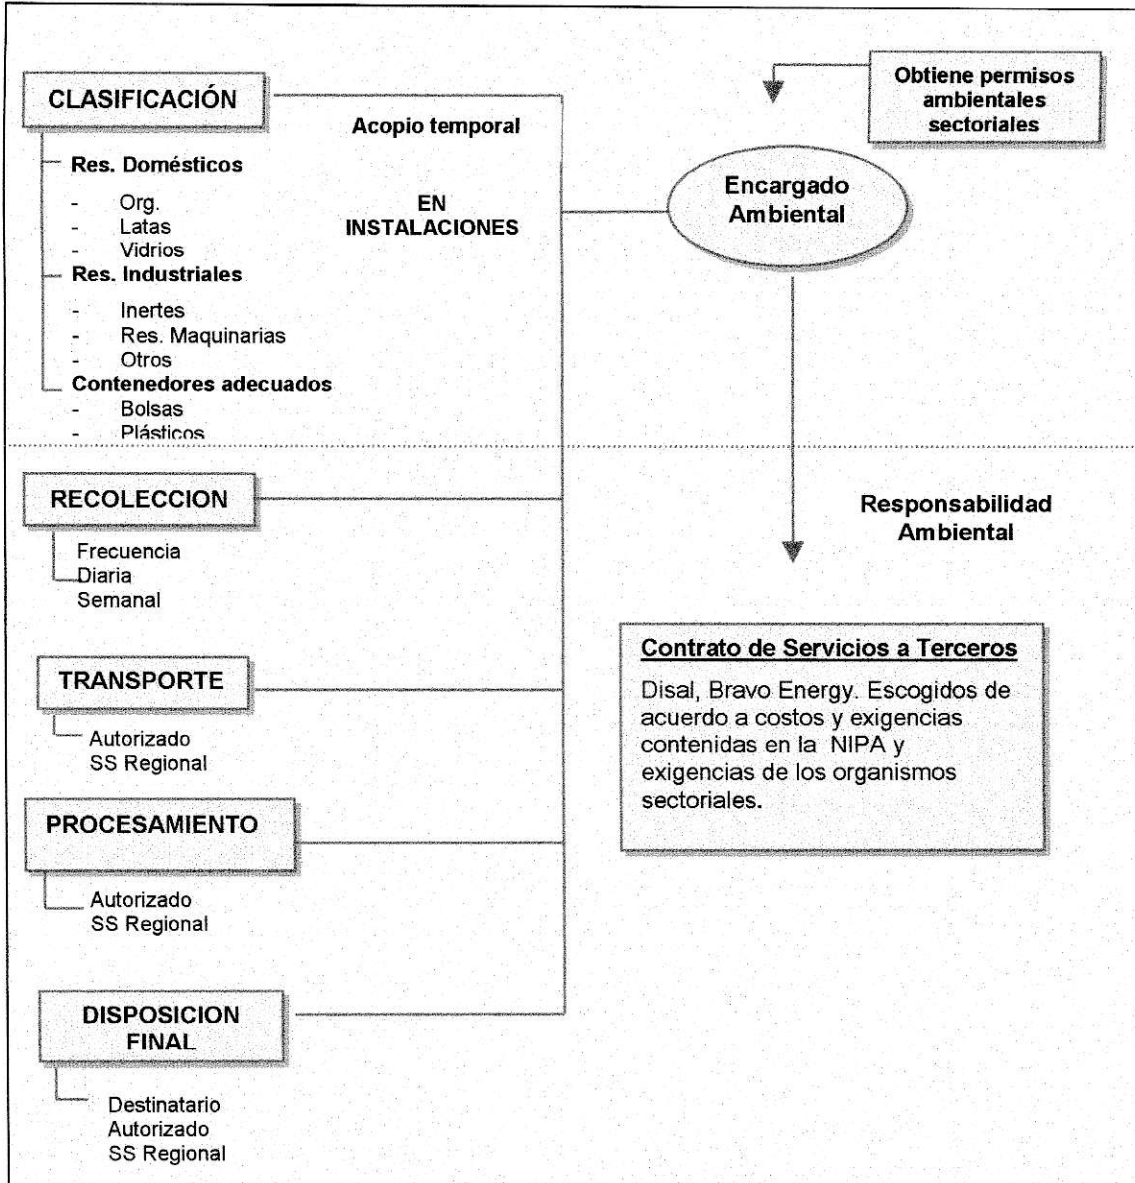 CLASIFICACIÓN
Res. Domésticos
- Org.
- Latas
- Vidrios
Res. Industriales
- Inertes
- Res. Maquinarias
- Otros
Contenedores adecuados
- Bolsas
- Plásticos
Acopio temporal
EN
INSTALACIONES
Obtiene permisos
ambientales
sectoriales
Encargado
Ambiental
RECOLECCION
Frecuencia
Diaria
Semanal
TRANSPORTE
Autorizado
SS Regional
PROCESAMIENTO
Autorizado
SS Regional
DISPOSICION
FINAL
Destinatario
Autorizado
SS Regional
Responsabilidad
Ambiental
Contrato de Servicios a Terceros
Disal, Bravo Energy. Escogidos de
acuerdo a costos y exigencias
contenidas en la NIPA y
exigencias de los organismos
sectoriales.